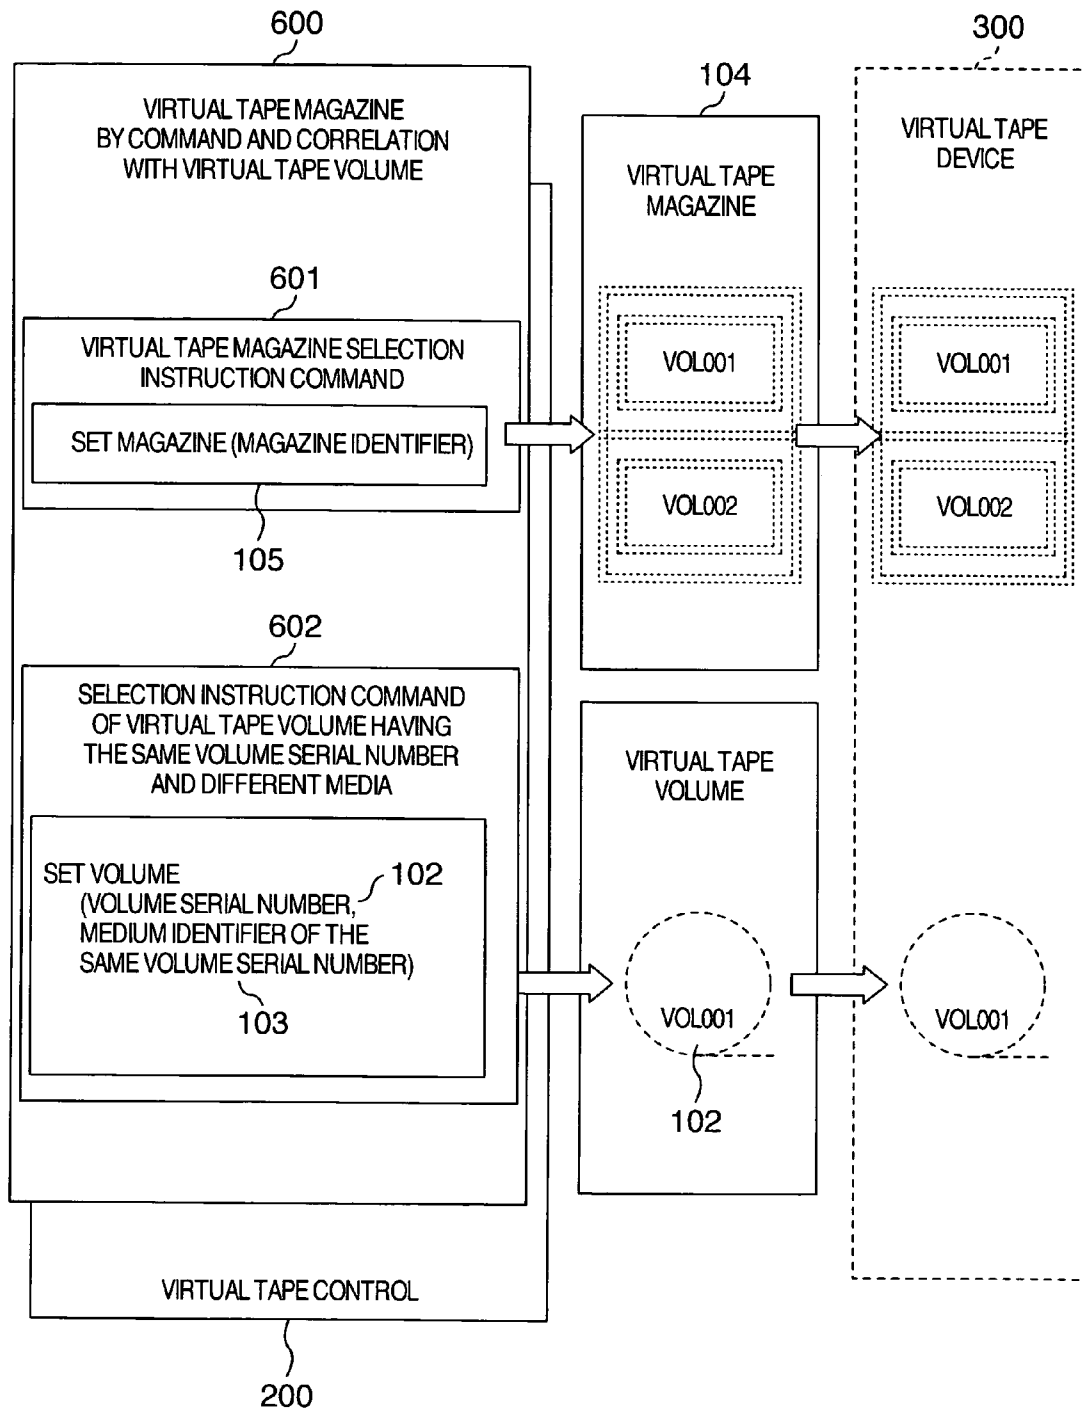 600
VIRTUAL TAPE MAGAZINE
BY COMMAND AND CORRELATION
WITH VIRTUAL TAPE VOLUME
601
VIRTUAL TAPE MAGAZINE SELECTION
INSTRUCTION COMMAND
SET MAGAZINE (MAGAZINE IDENTIFIER)
105
602
SELECTION INSTRUCTION COMMAND
OF VIRTUAL TAPE VOLUME HAVING
THE SAME VOLUME SERIAL NUMBER
AND DIFFERENT MEDIA
SET VOLUME
102
(VOLUME SERIAL NUMBER,
MEDIUM IDENTIFIER OF THE
SAME VOLUME SERIAL NUMBER)
103
VIRTUAL TAPE CONTROL
200
104
VIRTUAL TAPE
MAGAZINE
VOL001
VOL002
VIRTUAL TAPE
VOLUME
VOL001
102
300
VIRTUAL TAPE
DEVICE
VOL001
VOL002
VOL001